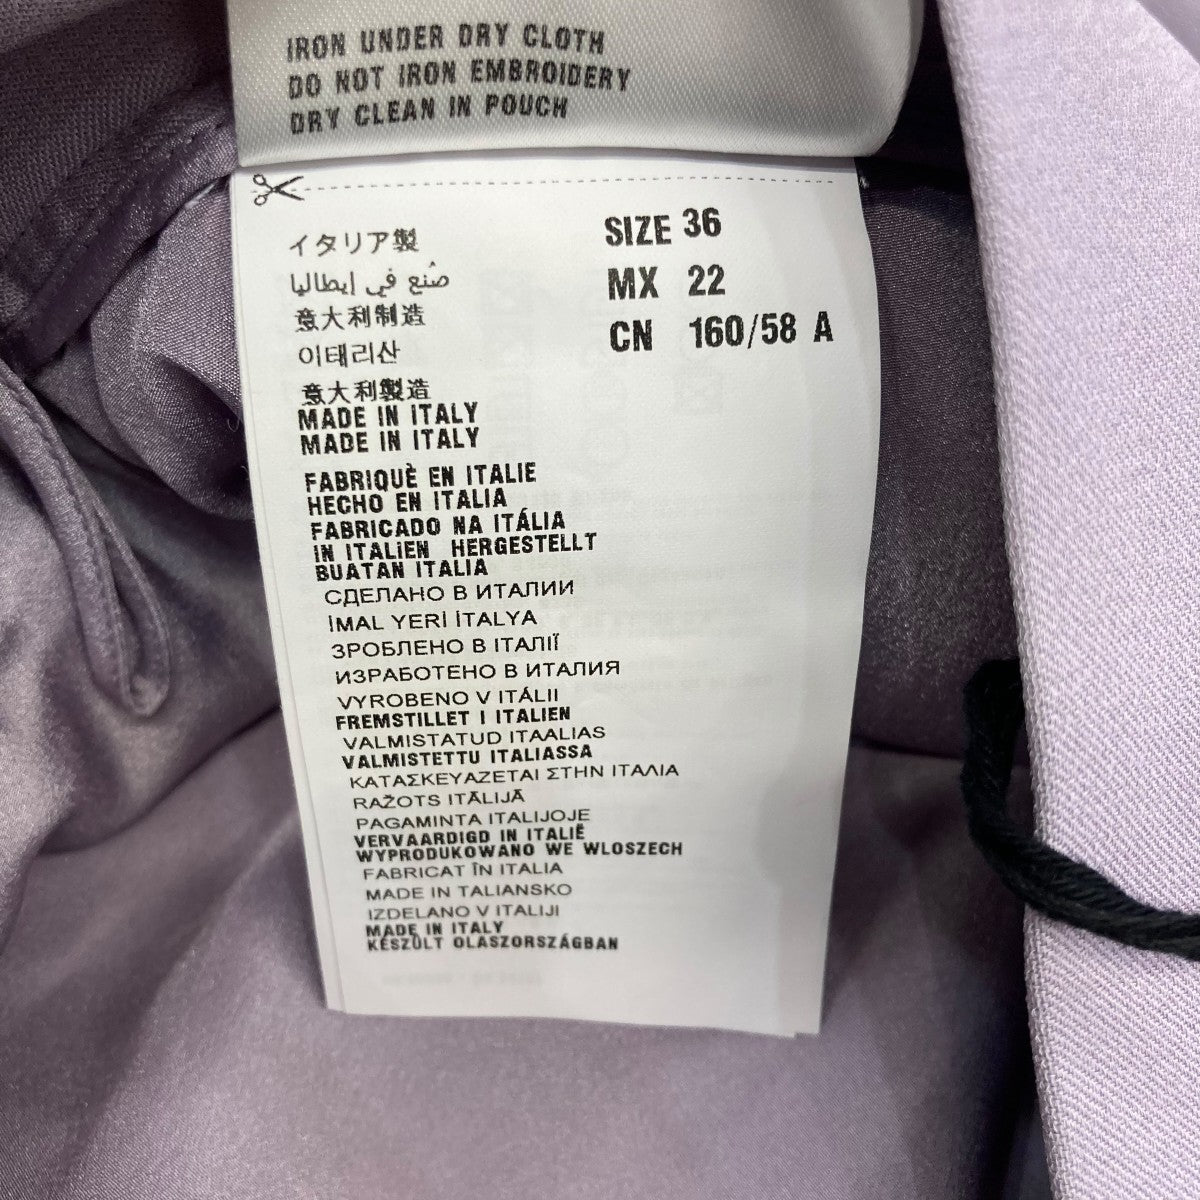 IRON UNDER DRY CLOTH
DO NOT IRON EMBROIDERY
DRY CLEAN IN POUCH
イタリア製
صُنع في إيطاليا
意大利制造
이태리산
意大利製造
MADE IN ITALY
MADE IN ITALY
SIZE 36
MX 22
CN 160/58 A
FABRIQUÈ EN ITALIE
HECHO EN ITALIA
FABRICADO NA ITÁLIA
IN ITALIEN HERGESTELLT
BUATAN ITALIA
СДЕЛАНО В ИТАЛИИ
İMAL YERİ İTALYA
ЗРОБЛЕНО В ІТАЛІЇ
ИЗРАБОТЕНО В ИТАЛИЯ
VYROBENO V ITÁLII
FREMSTILLET I ITALIEN
VALMISTATUD ITAALIAS
VALMISTETTU ITALIASSA
ΚΑΤΑΣΚΕΥΑΖΕΤΑΙ ΣΤΗΝ ΙΤΑΛΙΑ
RAŽOTS ITĀLIJĀ
PAGAMINTA ITALIJOJE
VERVAARDIGD IN ITALIË
WYPRODUKOWANO WE WLOSZECH
FABRICAT ÎN ITALIA
MADE IN TALIANSKO
IZDELANO V ITALIJI
MADE IN ITALY
KÉSZÜLT OLASZORSZÁGBAN